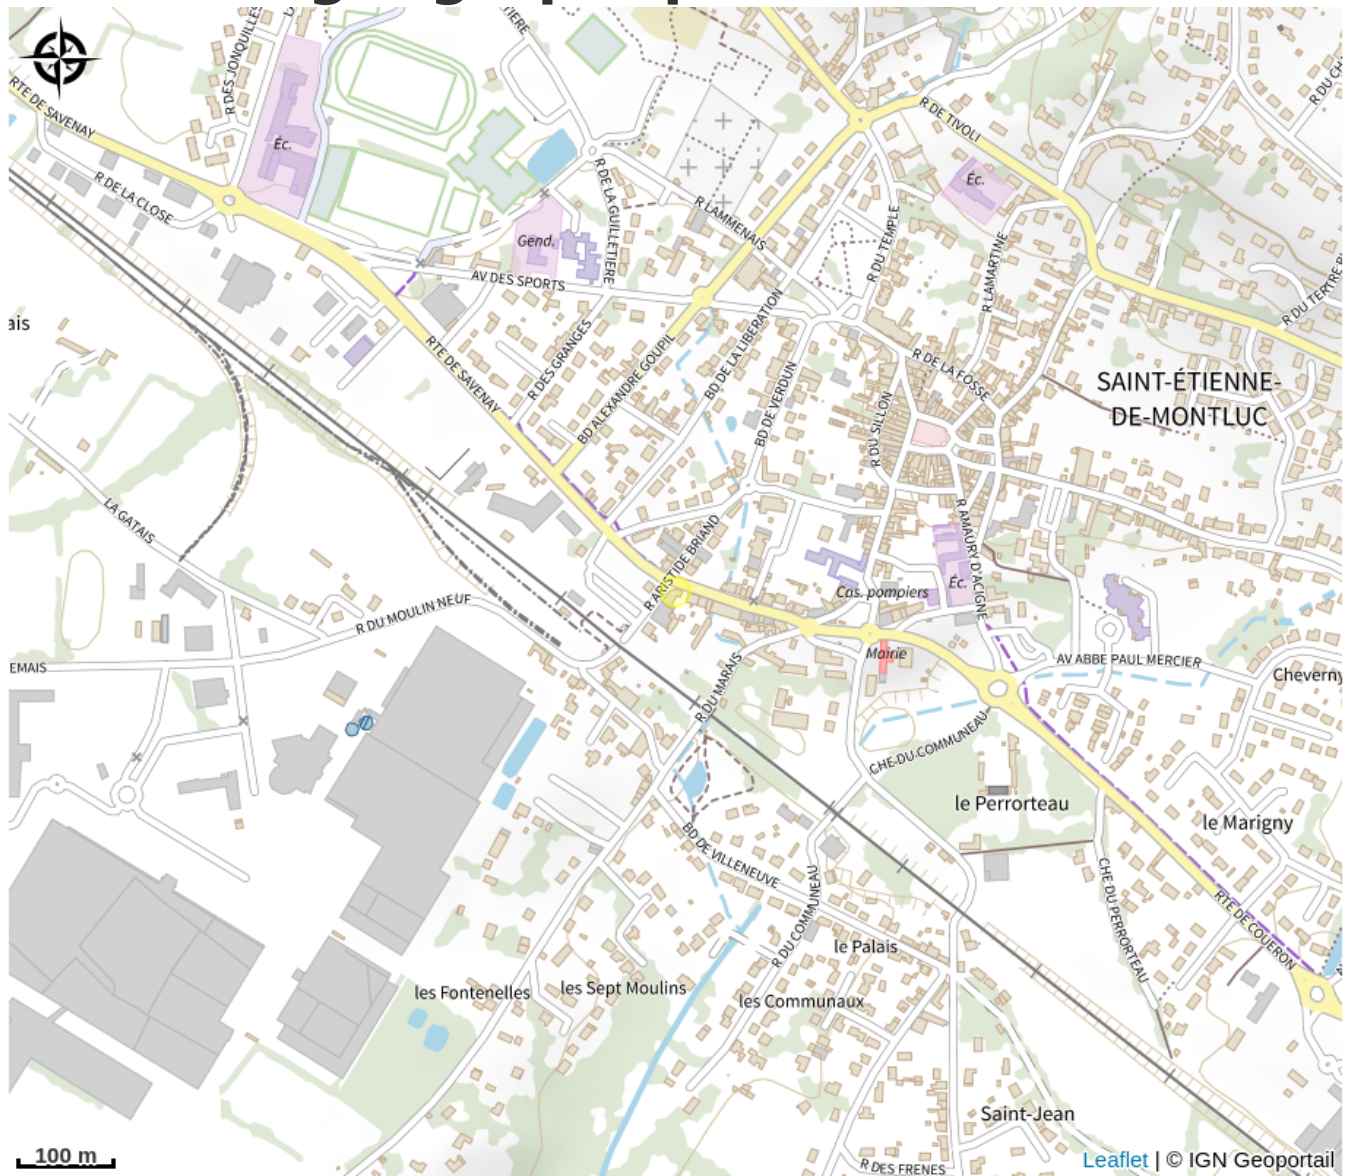 RTE DE SAVENAY
R DES JONQUILLES
R DE LA CLOSE
Éc.
R DE TIVOLI
Éc.
R DE LA GUILLETIERE
R LAMMENAIS
Gend.
R DU TEMPLE
R LAMARTINE
AV DES SPORTS
R DU TERTRE
RTE DE SAVENAY
R DES GRANGES
BD ALEXANDRE GOUPIL
BD DE LA LIBERATION
BD DE VERDUN
R DE LA FOSSE
R DU SILLON
SAINT-ÉTIENNE-
DE-MONTLUC
LA GATAIS
R ARISTIDE BRIAND
R AMAURY D'ACIGNE
Éc.
Cas. pompiers
R DU MOULIN NEUF
Mairie
AV ABBE PAUL MERCIER
EMAIS
Cheverny
R DU MARAIS
CHE DU COMMUNEAU
le Perrorteau
le Marigny
BD DE VILLENEUVE
R DU COMMUNEAU
CHE DU PERRORTEAU
RTE DE COUERON
le Palais
les Fontenelles
les Sept Moulins
les Communaux
Saint-Jean
R DES FRENES
100 m
Leaflet | © IGN Geoportail